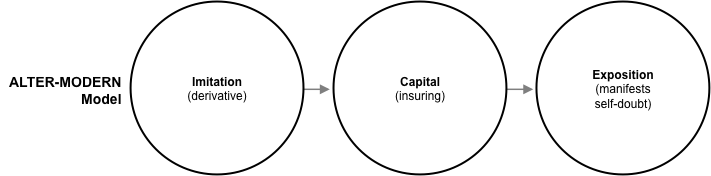 ALTER-MODERN
Model
Imitation
(derivative)
Capital
(insuring)
Exposition
(manifests
self-doubt)